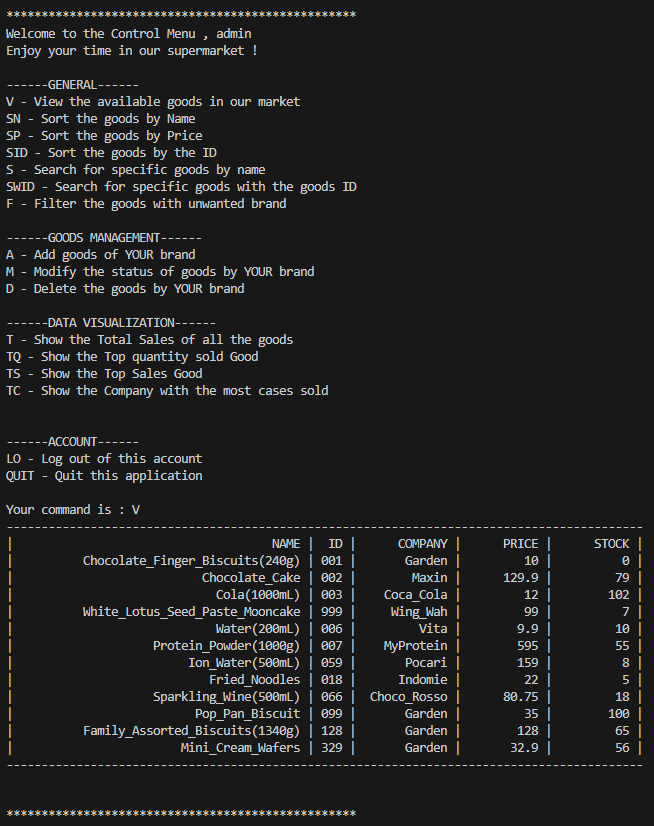 **************************************************
Welcome to the Control Menu , admin
Enjoy your time in our supermarket !
------GENERAL------
V - View the available goods in our market
SN - Sort the goods by Name
SP - Sort the goods by Price
SID - Sort the goods by the ID
S - Search for specific goods by name
SWID - Search for specific goods with the goods ID
F - Filter the goods with unwanted brand
------GOODS MANAGEMENT------
A - Add goods of YOUR brand
M - Modify the status of goods by YOUR brand
D - Delete the goods by YOUR brand
------DATA VISUALIZATION------
T - Show the Total Sales of all the goods
TQ - Show the Top quantity sold Good
TS - Show the Top Sales Good
TC - Show the Company with the most cases sold
------ACCOUNT------
LO - Log out of this account
QUIT - Quit this application
Your command is : V
-------------------------------------------------------------------------------------------
| NAME | ID | COMPANY | PRICE | STOCK |
| Chocolate_Finger_Biscuits(240g) | 001 | Garden | 10 | 0 |
| Chocolate_Cake | 002 | Maxin | 129.9 | 79 |
| Cola(1000mL) | 003 | Coca_Cola | 12 | 102 |
| White_Lotus_Seed_Paste_Mooncake | 999 | Wing_Wah | 99 | 7 |
| Water(200mL) | 006 | Vita | 9.9 | 10 |
| Protein_Powder(1000g) | 007 | MyProtein | 595 | 55 |
| Ion_Water(500mL) | 059 | Pocari | 159 | 8 |
| Fried_Noodles | 018 | Indomie | 22 | 5 |
| Sparkling_Wine(500mL) | 066 | Choco_Rosso | 80.75 | 18 |
| Pop_Pan_Biscuit | 099 | Garden | 35 | 100 |
| Family_Assorted_Biscuits(1340g) | 128 | Garden | 128 | 65 |
| Mini_Cream_Wafers | 329 | Garden | 32.9 | 56 |
-------------------------------------------------------------------------------------------
**************************************************